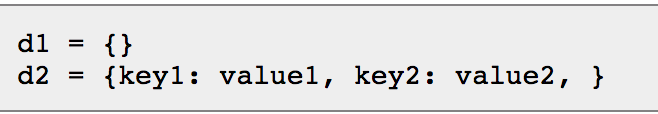 d1 = {}
d2 = {key1: value1, key2: value2, }